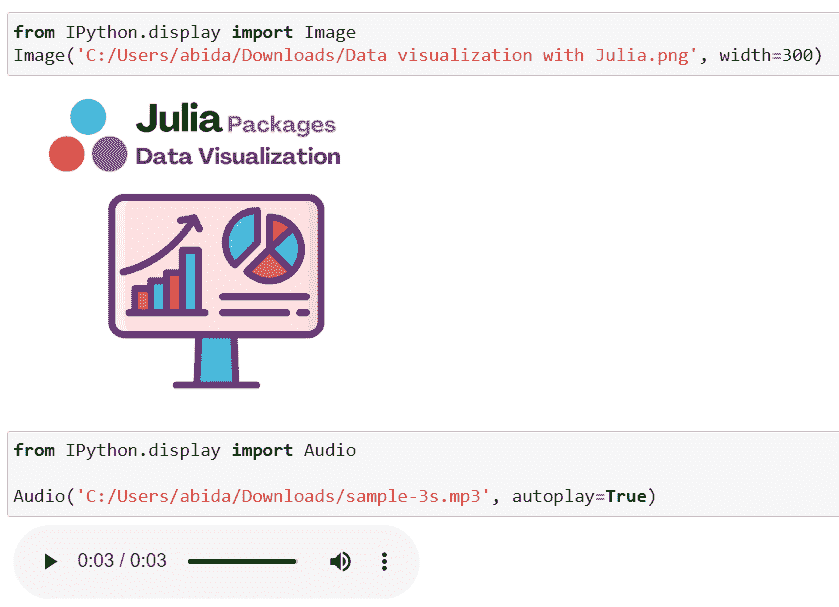 from IPython.display import Image
Image('C:/Users/abida/Downloads/Data visualization with Julia.png', width=300)
Julia Packages
Data Visualization
from IPython.display import Audio
Audio('C:/Users/abida/Downloads/sample-3s.mp3', autoplay=True)
0:03 / 0:03